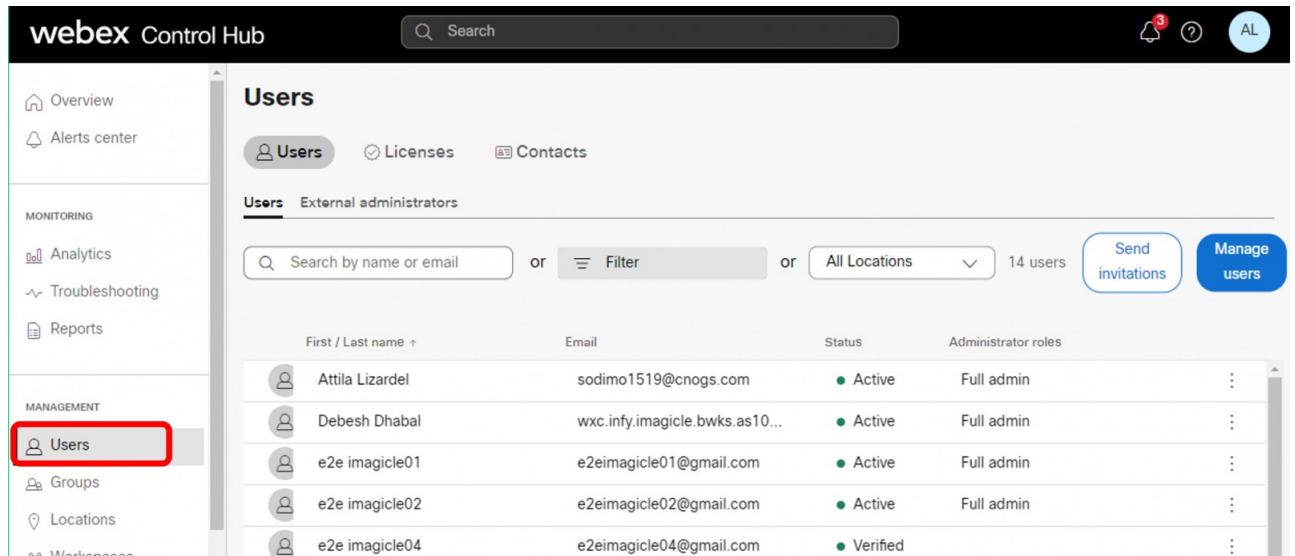 webex Control Hub
Search
3
AL
Overview
Alerts center
MONITORING
Analytics
Troubleshooting
Reports
MANAGEMENT
Users
Groups
Locations
Workspaces
Users
Users Licenses Contacts
Users External administrators
Search by name or email or Filter or All Locations 14 users Send invitations Manage users
First / Last name ↑ Email Status Administrator roles
Attila Lizardel sodimo1519@cnogs.com Active Full admin
Debesh Dhabal wxc.infy.imagicle.bwks.as10... Active Full admin
e2e imagicle01 e2eimagicle01@gmail.com Active Full admin
e2e imagicle02 e2eimagicle02@gmail.com Active Full admin
e2e imagicle04 e2eimagicle04@gmail.com Verified